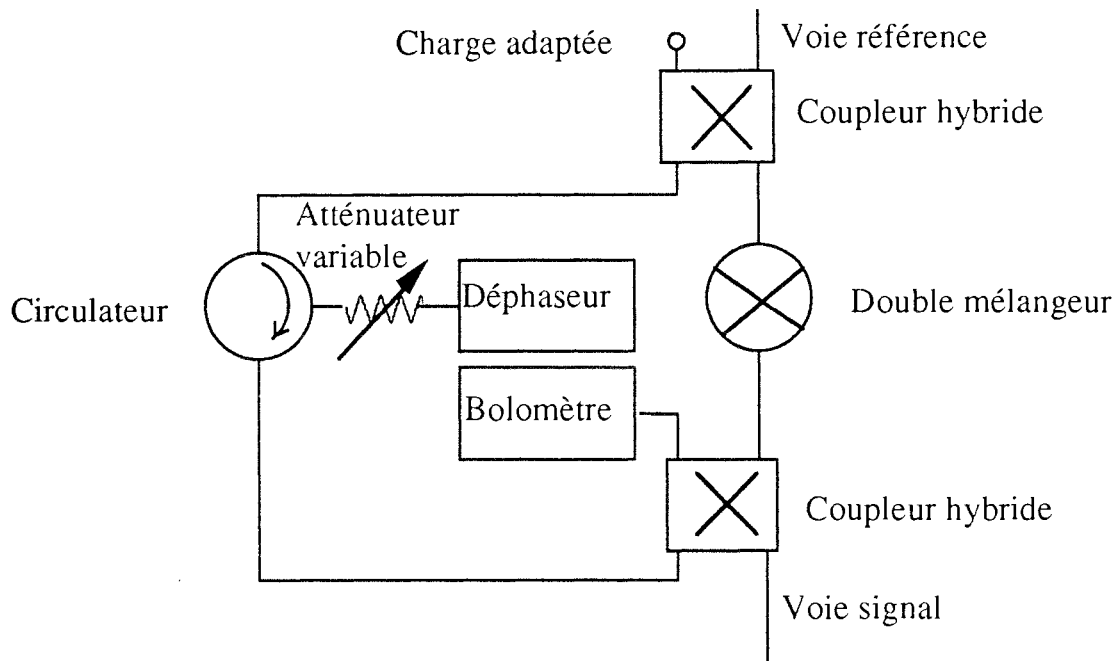 Charge adaptée
Voie référence
Coupleur hybride
Atténuateur
variable
Circulateur
Déphaseur
Double mélangeur
Bolomètre
Coupleur hybride
Voie signal